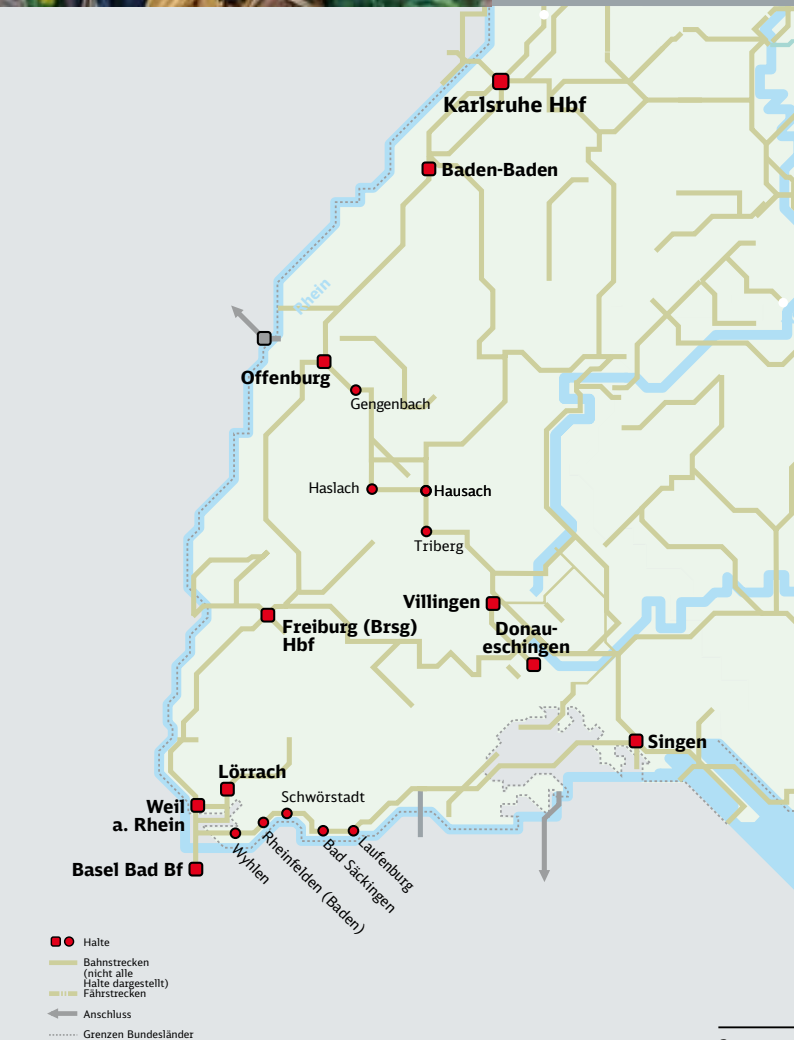 Karlsruhe Hbf
Baden-Baden
Rhein
Offenburg
Gengenbach
Haslach
Hausach
Triberg
Villingen
Donau-
eschingen
Freiburg (Brsg)
Hbf
Singen
Lörrach
Weil
a. Rhein
Schwörstadt
Basel Bad Bf
Wyhlen
Rheinfelden (Baden)
Bad Säckingen
Laufenburg
Halte
Bahnstrecken
(nicht alle
Halte dargestellt)
Fährstrecken
Anschluss
Grenzen Bundesländer